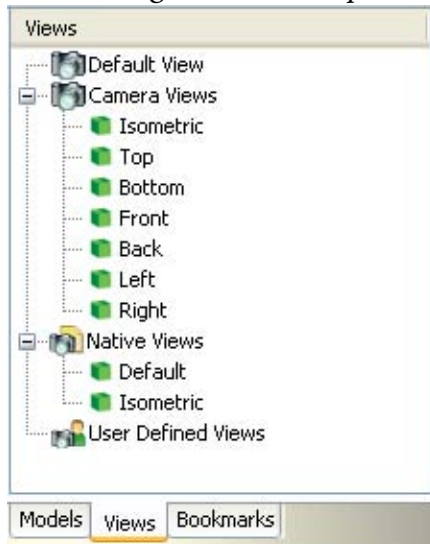 Views
Default View
Camera Views
Isometric
Top
Bottom
Front
Back
Left
Right
Native Views
Default
Isometric
User Defined Views
Models Views Bookmarks